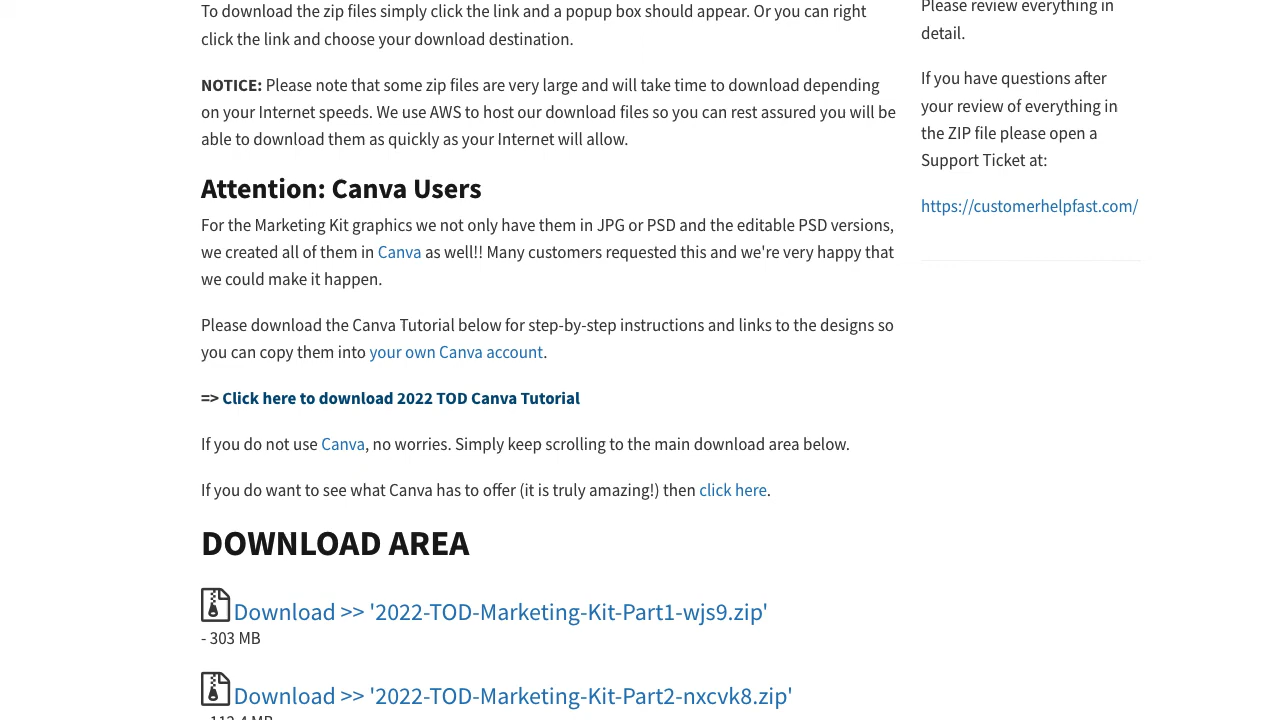 To download the zip files simply click the link and a popup box should appear. Or you can right
click the link and choose your download destination.
NOTICE: Please note that some zip files are very large and will take time to download depending
on your Internet speeds. We use AWS to host our download files so you can rest assured you will be
able to download them as quickly as your Internet will allow.
Attention: Canva Users
For the Marketing Kit graphics we not only have them in JPG or PSD and the editable PSD versions,
we created all of them in Canva as well!! Many customers requested this and we're very happy that
we could make it happen.
Please download the Canva Tutorial below for step-by-step instructions and links to the designs so
you can copy them into your own Canva account.
=> Click here to download 2022 TOD Canva Tutorial
If you do not use Canva, no worries. Simply keep scrolling to the main download area below.
If you do want to see what Canva has to offer (it is truly amazing!) then click here.
DOWNLOAD AREA
Download >> '2022-TOD-Marketing-Kit-Part1-wjs9.zip'
- 303 MB
Download >> '2022-TOD-Marketing-Kit-Part2-nxcvk8.zip'
- 112.4 MB
Please review everything in
detail.
If you have questions after
your review of everything in
the ZIP file please open a
Support Ticket at:
https://customerhelpfast.com/